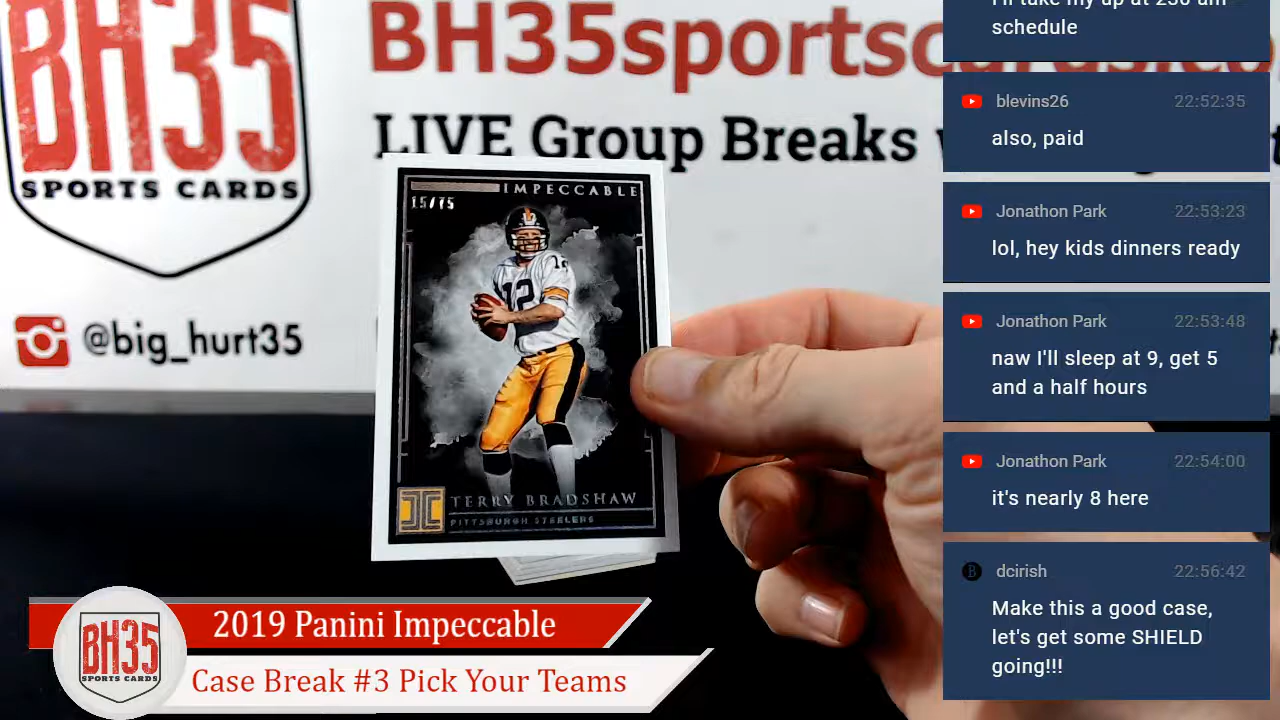 BH35
SPORTS CARDS
@big_hurt35
BH35sportscards.co
LIVE Group Breaks
IMPECCABLE
15/75
12
TERRY BRADSHAW
PITTSBURGH STEELERS
BH35
SPORTS CARDS
2019 Panini Impeccable
Case Break #3 Pick Your Teams
schedule
blevins26 22:52:35
also, paid
Jonathon Park 22:53:23
lol, hey kids dinners ready
Jonathon Park 22:53:48
naw I'll sleep at 9, get 5
and a half hours
Jonathon Park 22:54:00
it's nearly 8 here
dcirish 22:56:42
Make this a good case,
let's get some SHIELD
going!!!